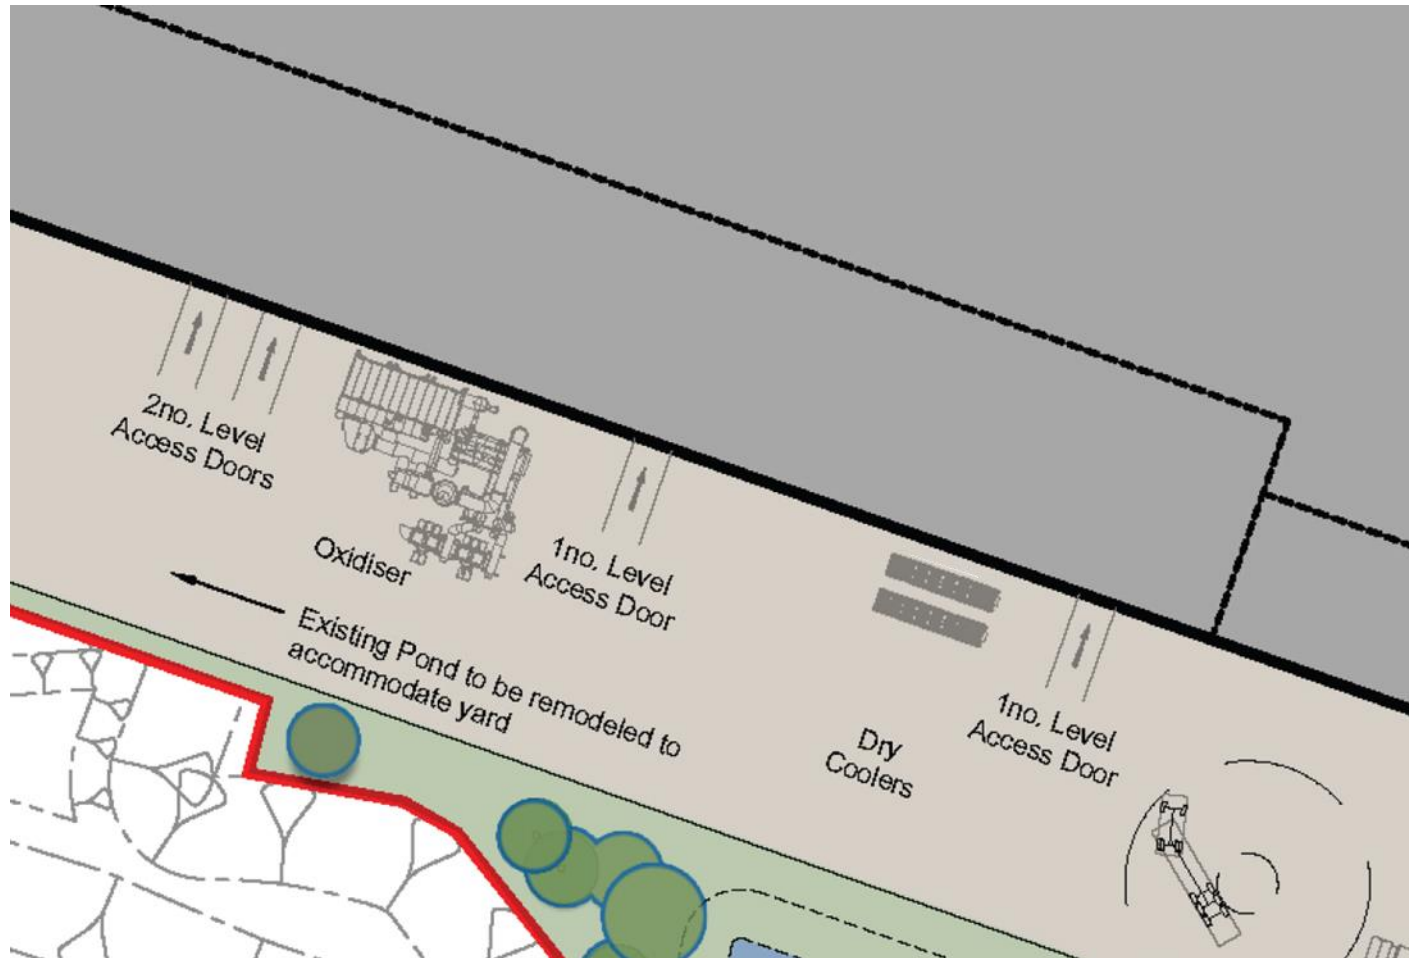 2no. Level
Access Doors
Oxidiser
1no. Level
Access Door
Existing Pond to be remodeled to
accommodate yard
Dry
Coolers
1no. Level
Access Door